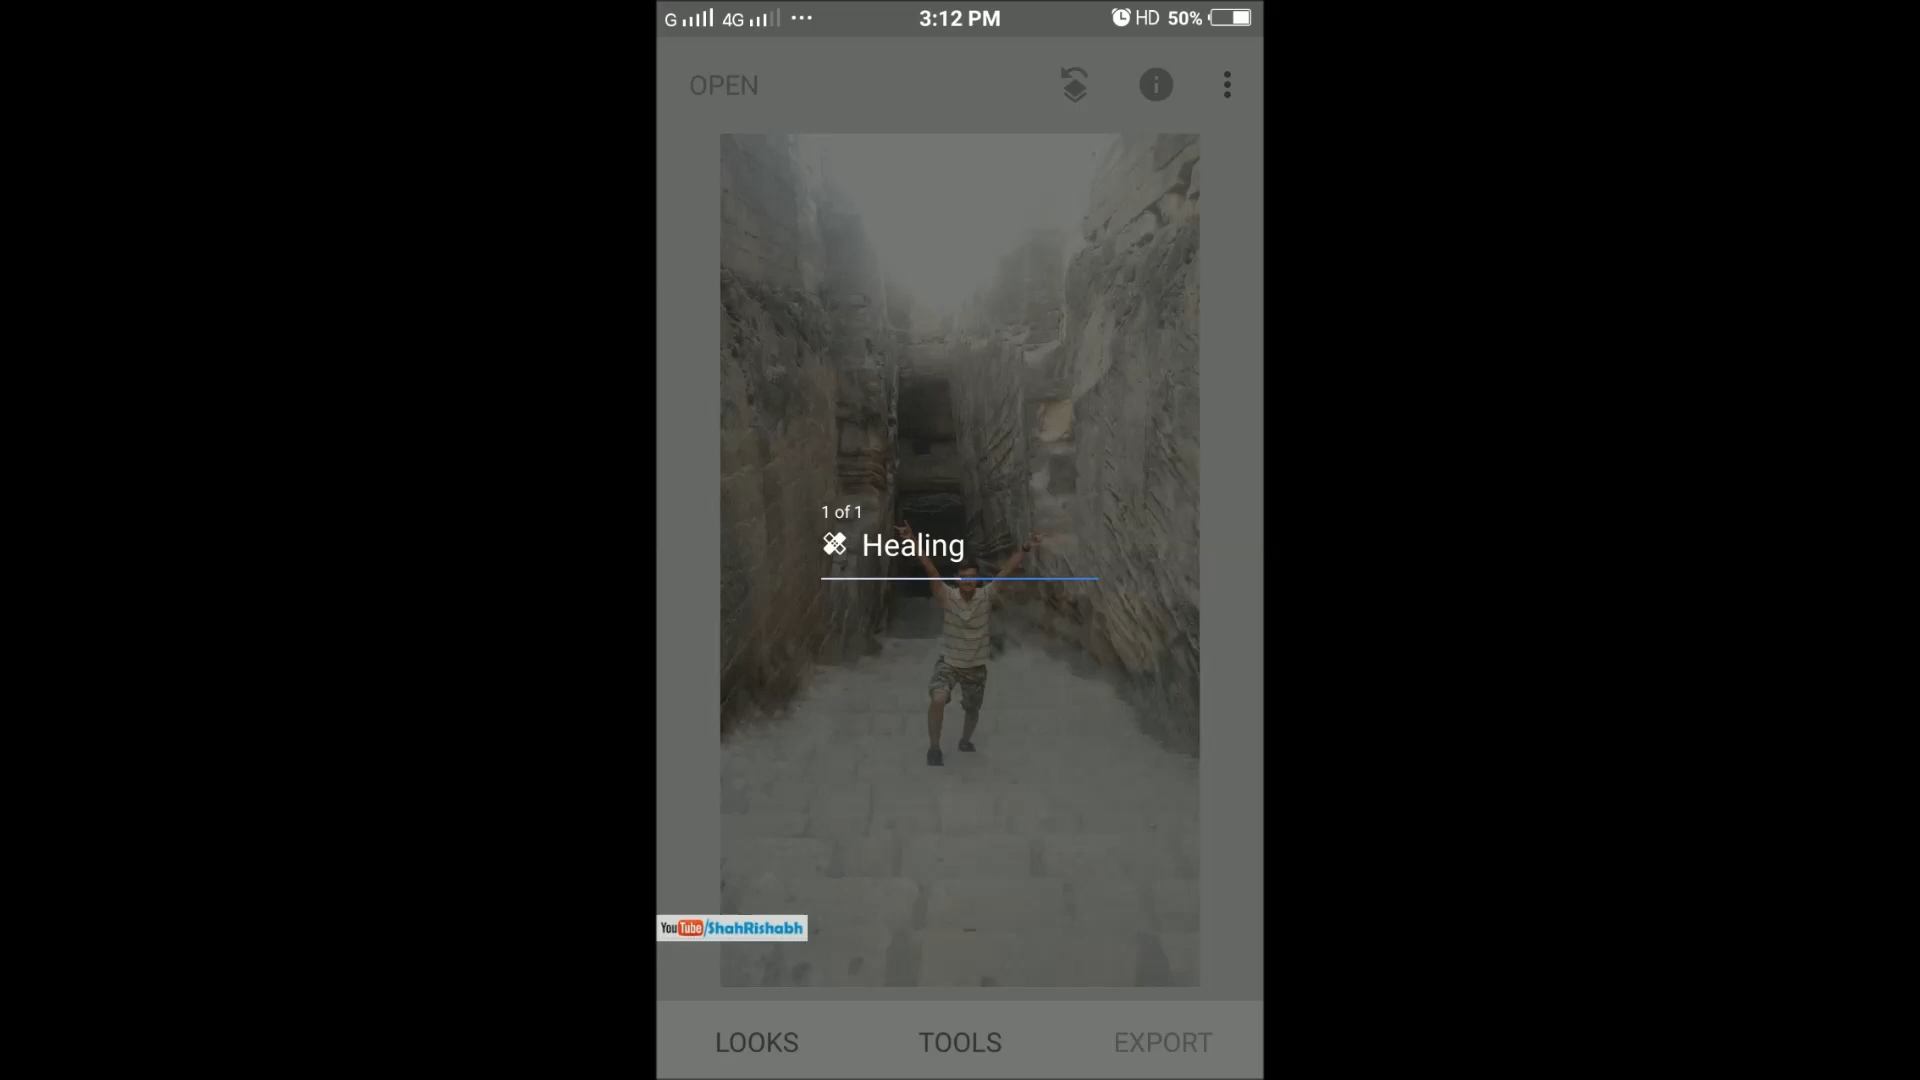 G 4G ... 3:12 PM HD 50%
OPEN
1 of 1
Healing
YouTube/ShahRishabh
LOOKS TOOLS EXPORT